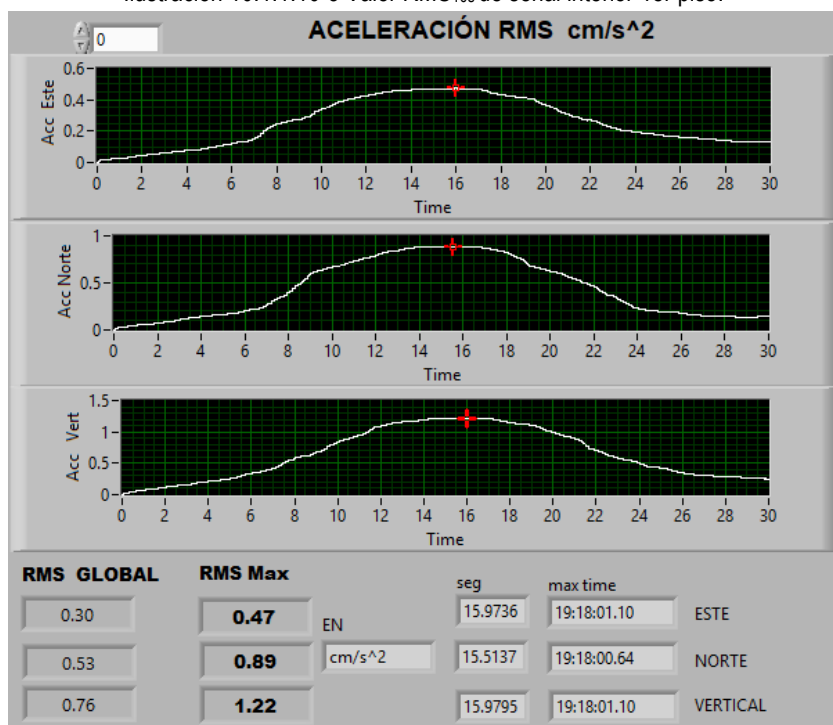 ACELERACIÓN RMS cm/s^2
0
Acc Este
0.6
0.4
0.2
0
0 2 4 6 8 10 12 14 16 18 20 22 24 26 28 30
Time
Acc Norte
1
0.5
0
0 2 4 6 8 10 12 14 16 18 20 22 24 26 28 30
Time
Acc Vert
1.5
1
0.5
0
0 2 4 6 8 10 12 14 16 18 20 22 24 26 28 30
Time
RMS GLOBAL RMS Max seg max time
0.30 0.47 EN 15.9736 19:18:01.10 ESTE
0.53 0.89 cm/s^2 15.5137 19:18:00.64 NORTE
0.76 1.22 15.9795 19:18:01.10 VERTICAL